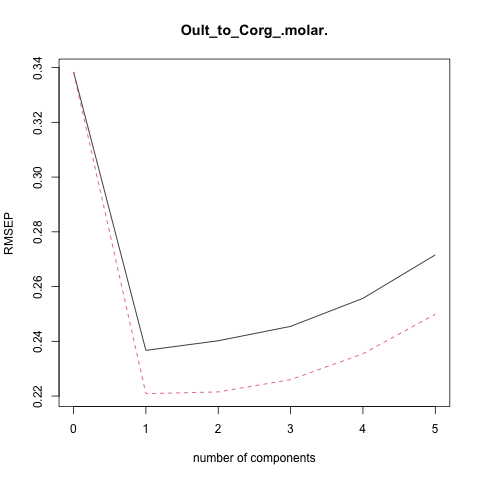 Oult_to_Corg_.molar.
0.34
0.32
0.30
0.28
0.26
0.24
0.22
RMSEP
0 1 2 3 4 5
number of components